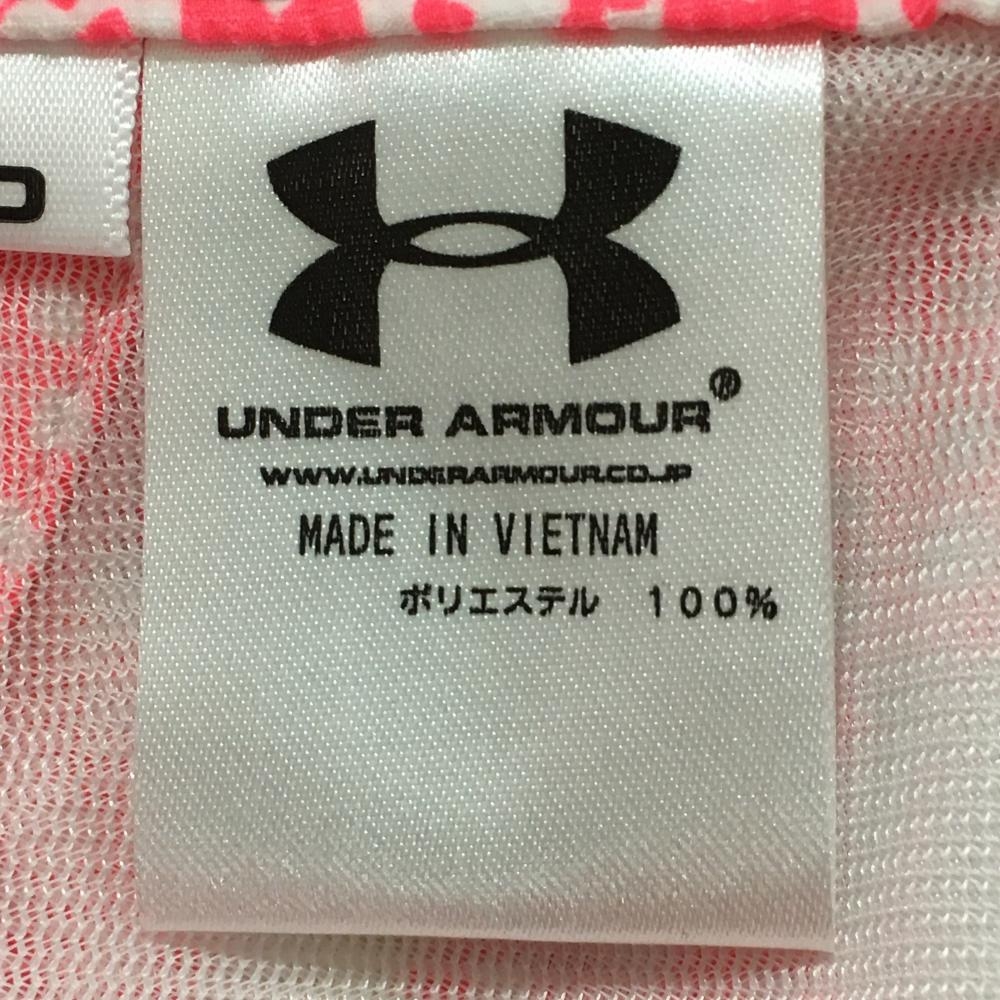 UNDER ARMOUR®
WWW.UNDERARMOUR.CO.JP
MADE IN VIETNAM
ポリエステル 100%